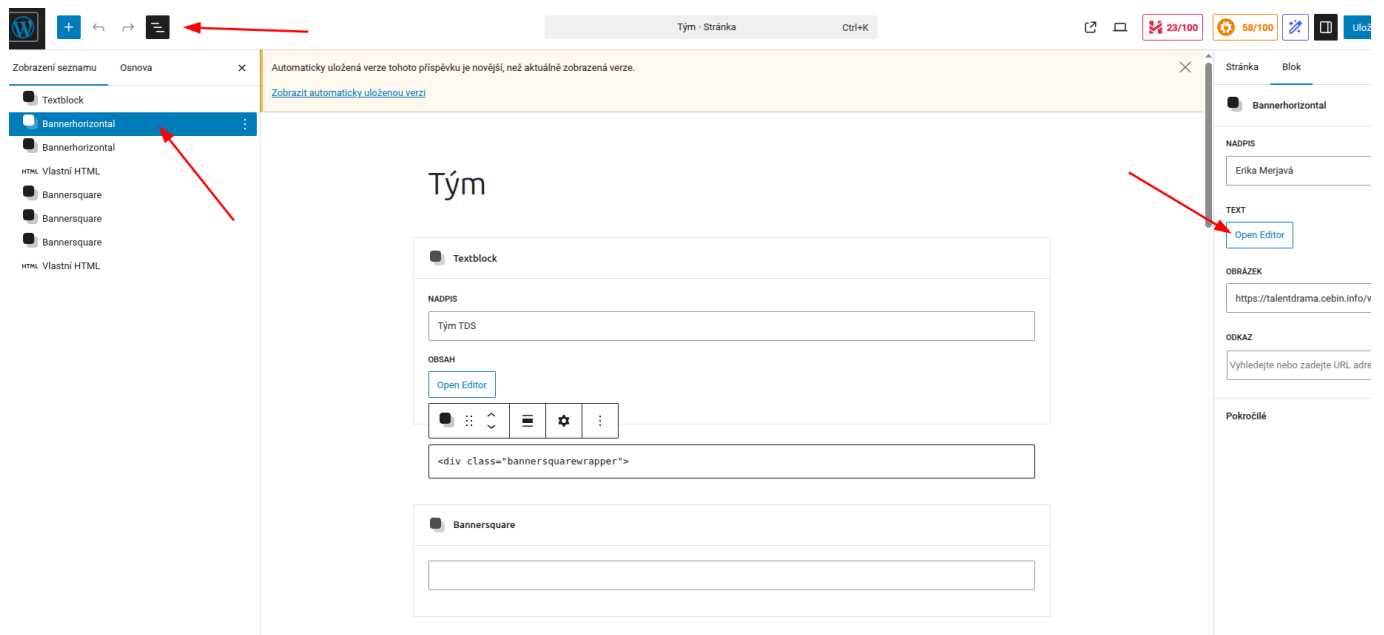 Tým · Stránka Ctrl+K
23/100
58/100
Zobrazení seznamu Osnova
Textblock
Bannerhorizontal
Bannerhorizontal
HTML Vlastní HTML
Bannersquare
Bannersquare
Bannersquare
HTML Vlastní HTML
Automaticky uložená verze tohoto příspěvku je novější, než aktuálně zobrazená verze.
Zobrazit automaticky uloženou verzi
Tým
Textblock
NADPIS
Tým TDS
OBSAH
Open Editor
<div class="bannersquarewrapper">
Bannersquare
Stránka Blok
Bannerhorizontal
NADPIS
Erika Merjavá
TEXT
Open Editor
OBRÁZEK
https://talentdrama.cebin.info/
ODKAZ
Vyhledejte nebo zadejte URL adre
Pokročilé